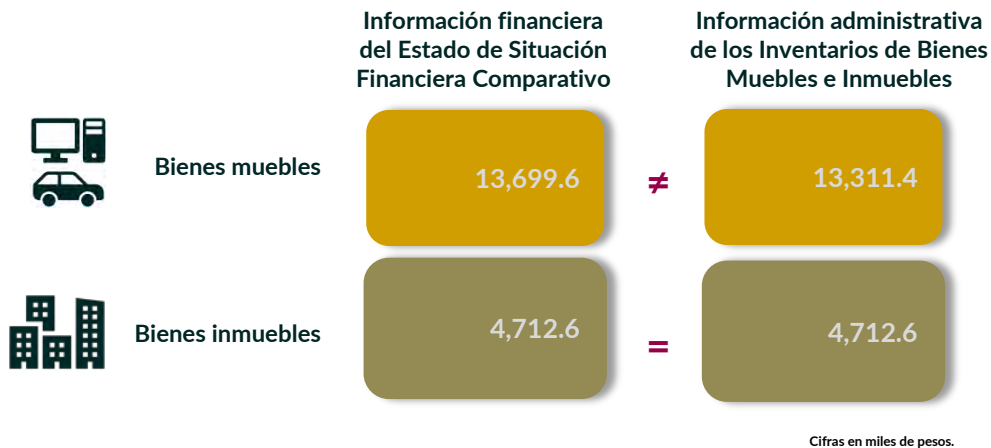 Información financiera
del Estado de Situación
Financiera Comparativo
Información administrativa
de los Inventarios de Bienes
Muebles e Inmuebles
Bienes muebles
13,699.6
≠
13,311.4
Bienes inmuebles
4,712.6
=
4,712.6
Cifras en miles de pesos.